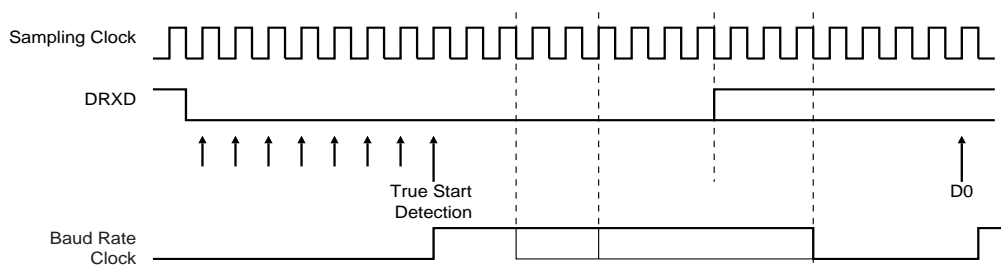 Sampling Clock
DRXD
True Start
Detection
D0
Baud Rate
Clock